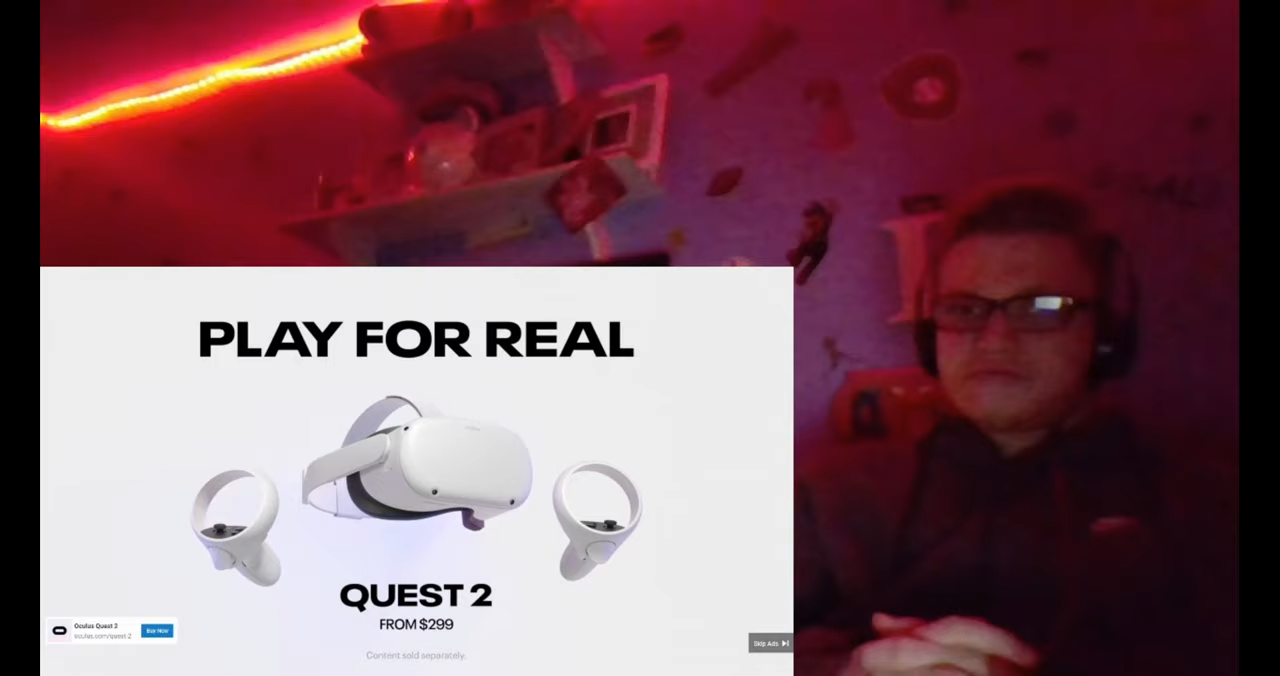 PLAY FOR REAL
QUEST 2
FROM $299
Content sold separately.
Oculus Quest 2
oculus.com/quest-2
Buy Now
Skip Ads